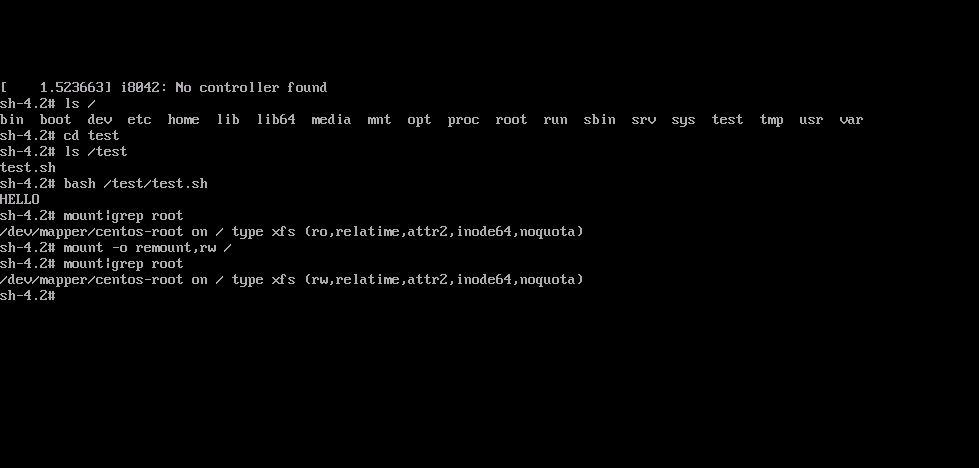 [    1.523663] i8042: No controller found
sh-4.2# ls /
bin  boot  dev  etc  home  lib  lib64  media  mnt  opt  proc  root  run  sbin  srv  sys  test  tmp  usr  var
sh-4.2# cd test
sh-4.2# ls /test
test.sh
sh-4.2# bash /test/test.sh
HELLO
sh-4.2# mount|grep root
/dev/mapper/centos-root on / type xfs (ro,relatime,attr2,inode64,noquota)
sh-4.2# mount -o remount,rw /
sh-4.2# mount|grep root
/dev/mapper/centos-root on / type xfs (rw,relatime,attr2,inode64,noquota)
sh-4.2#